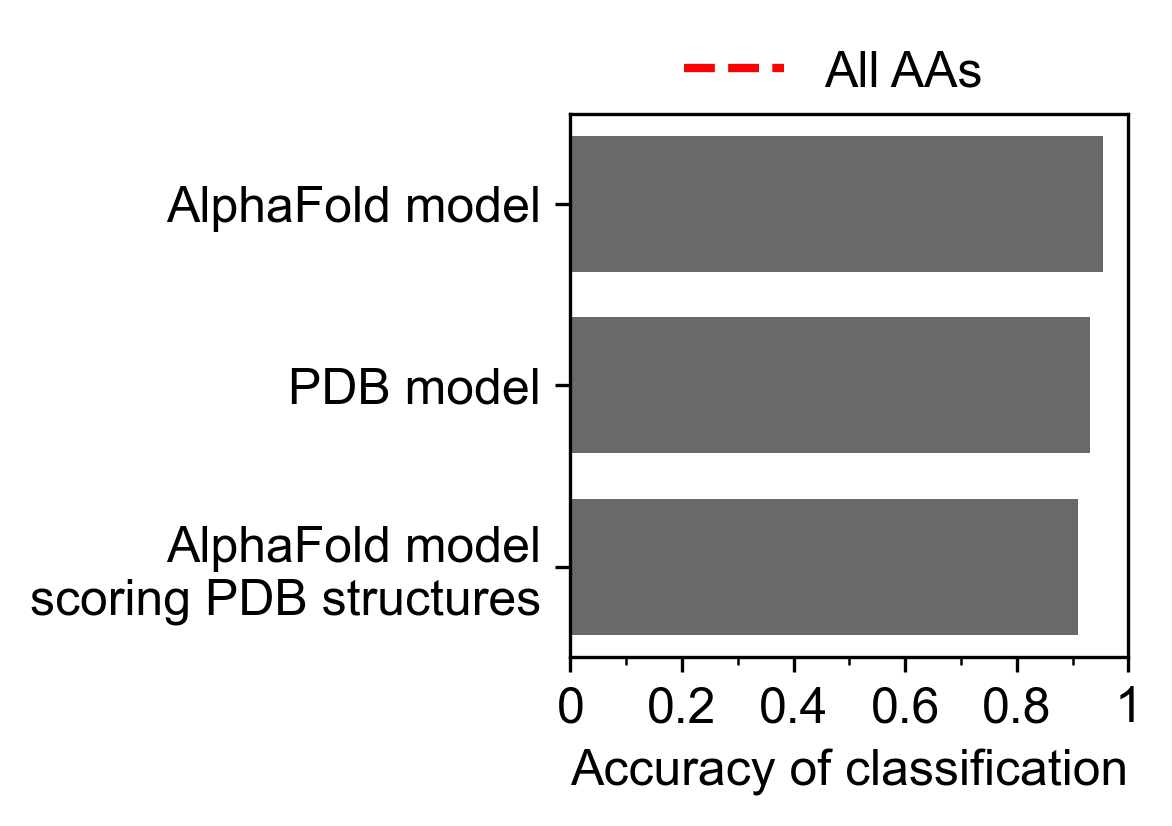 All AAs
AlphaFold model
PDB model
AlphaFold model
scoring PDB structures
0 0.2 0.4 0.6 0.8 1
Accuracy of classification